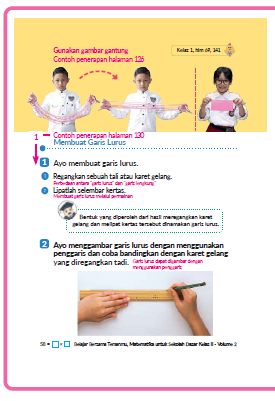 Gunakan gambar gantung
Contoh penerapan halaman 126
Kelas 1, hlm 69, 141
1
Contoh penerapan halaman 130
Membuat Garis Lurus
1 Ayo membuat garis lurus.
1 Regangkan sebuah tali atau karet gelang.
Perbedaan antara "garis lurus" dan "garis lengkung"
2 Lipatlah selembar kertas.
Membuat garis lurus melalui permainan
Bentuk yang diperoleh dari hasil meregangkan karet
gelang dan melipat kertas tersebut dinamakan garis lurus.
2 Ayo menggambar garis lurus dengan menggunakan
penggaris dan coba bandingkan dengan karet gelang
yang diregangkan tadi.
Garis lurus dapat digambar dengan
menggunakan penggaris
58 = □ × □ Belajar Bersama Temanmu, Matematika untuk Sekolah Dasar Kelas II - Volume 2